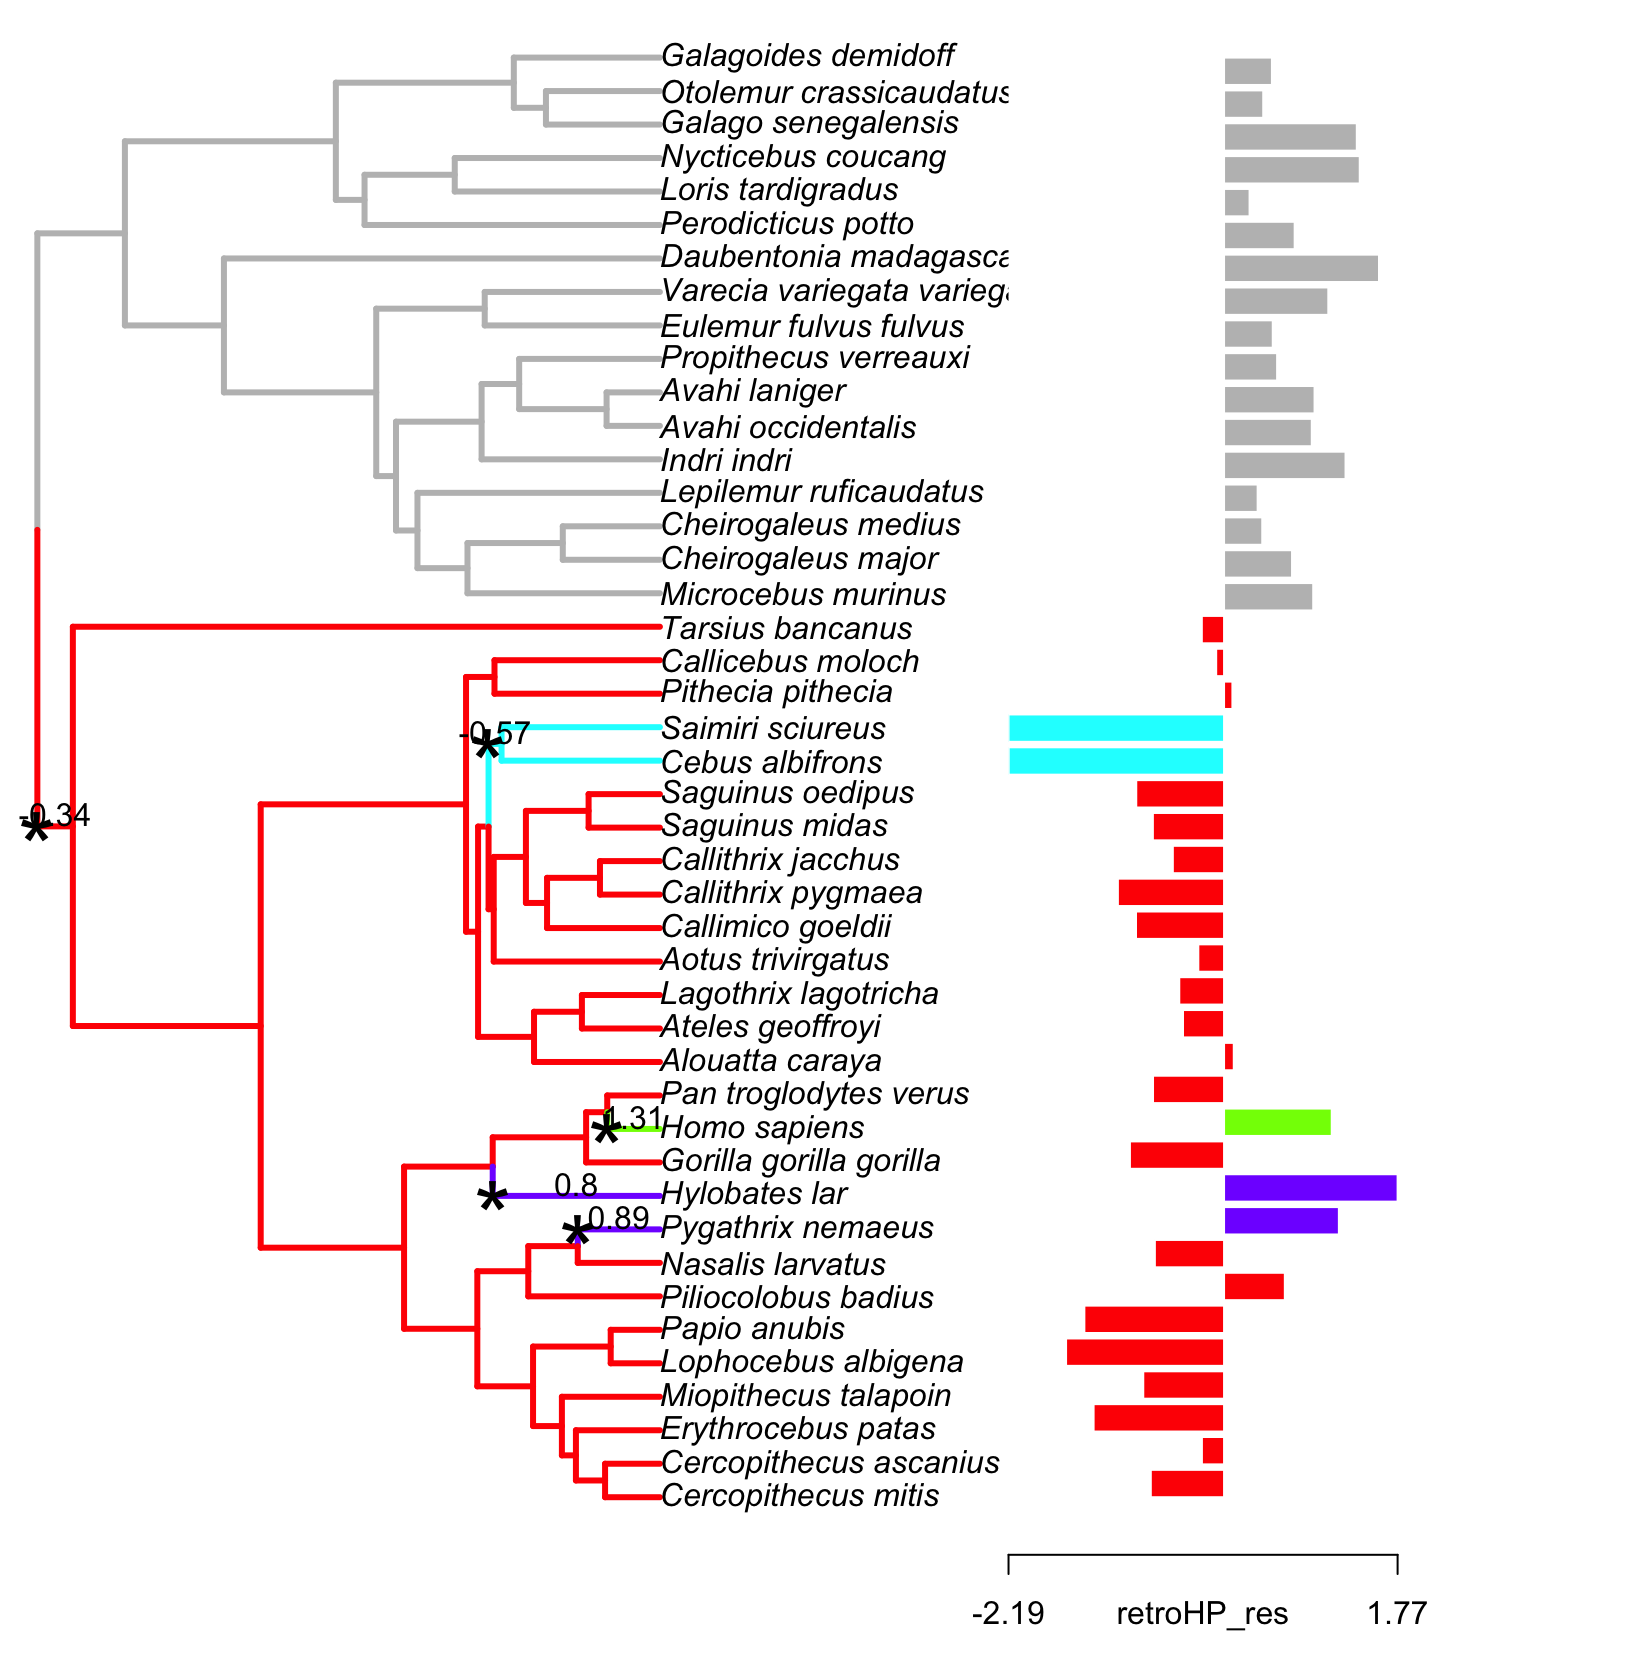 Galagoides demidoff
Otolemur crassicaudatus
Galago senegalensis
Nycticebus coucang
Loris tardigradus
Perodicticus potto
Daubentonia madagasca
Varecia variegata variega
Eulemur fulvus fulvus
Propithecus verreauxi
Avahi laniger
Avahi occidentalis
Indri indri
Lepilemur ruficaudatus
Cheirogaleus medius
Cheirogaleus major
Microcebus murinus
Tarsius bancanus
Callicebus moloch
Pithecia pithecia
Saimiri sciureus
-0.57
Cebus albifrons
Saguinus oedipus
-0.34
Saguinus midas
Callithrix jacchus
Callithrix pygmaea
Callimico goeldii
Aotus trivirgatus
Lagothrix lagotricha
Ateles geoffroyi
Alouatta caraya
Pan troglodytes verus
1.31
Homo sapiens
Gorilla gorilla gorilla
0.8
Hylobates lar
0.89
Pygathrix nemaeus
Nasalis larvatus
Piliocolobus badius
Papio anubis
Lophocebus albigena
Miopithecus talapoin
Erythrocebus patas
Cercopithecus ascanius
Cercopithecus mitis
-2.19 retroHP_res 1.77